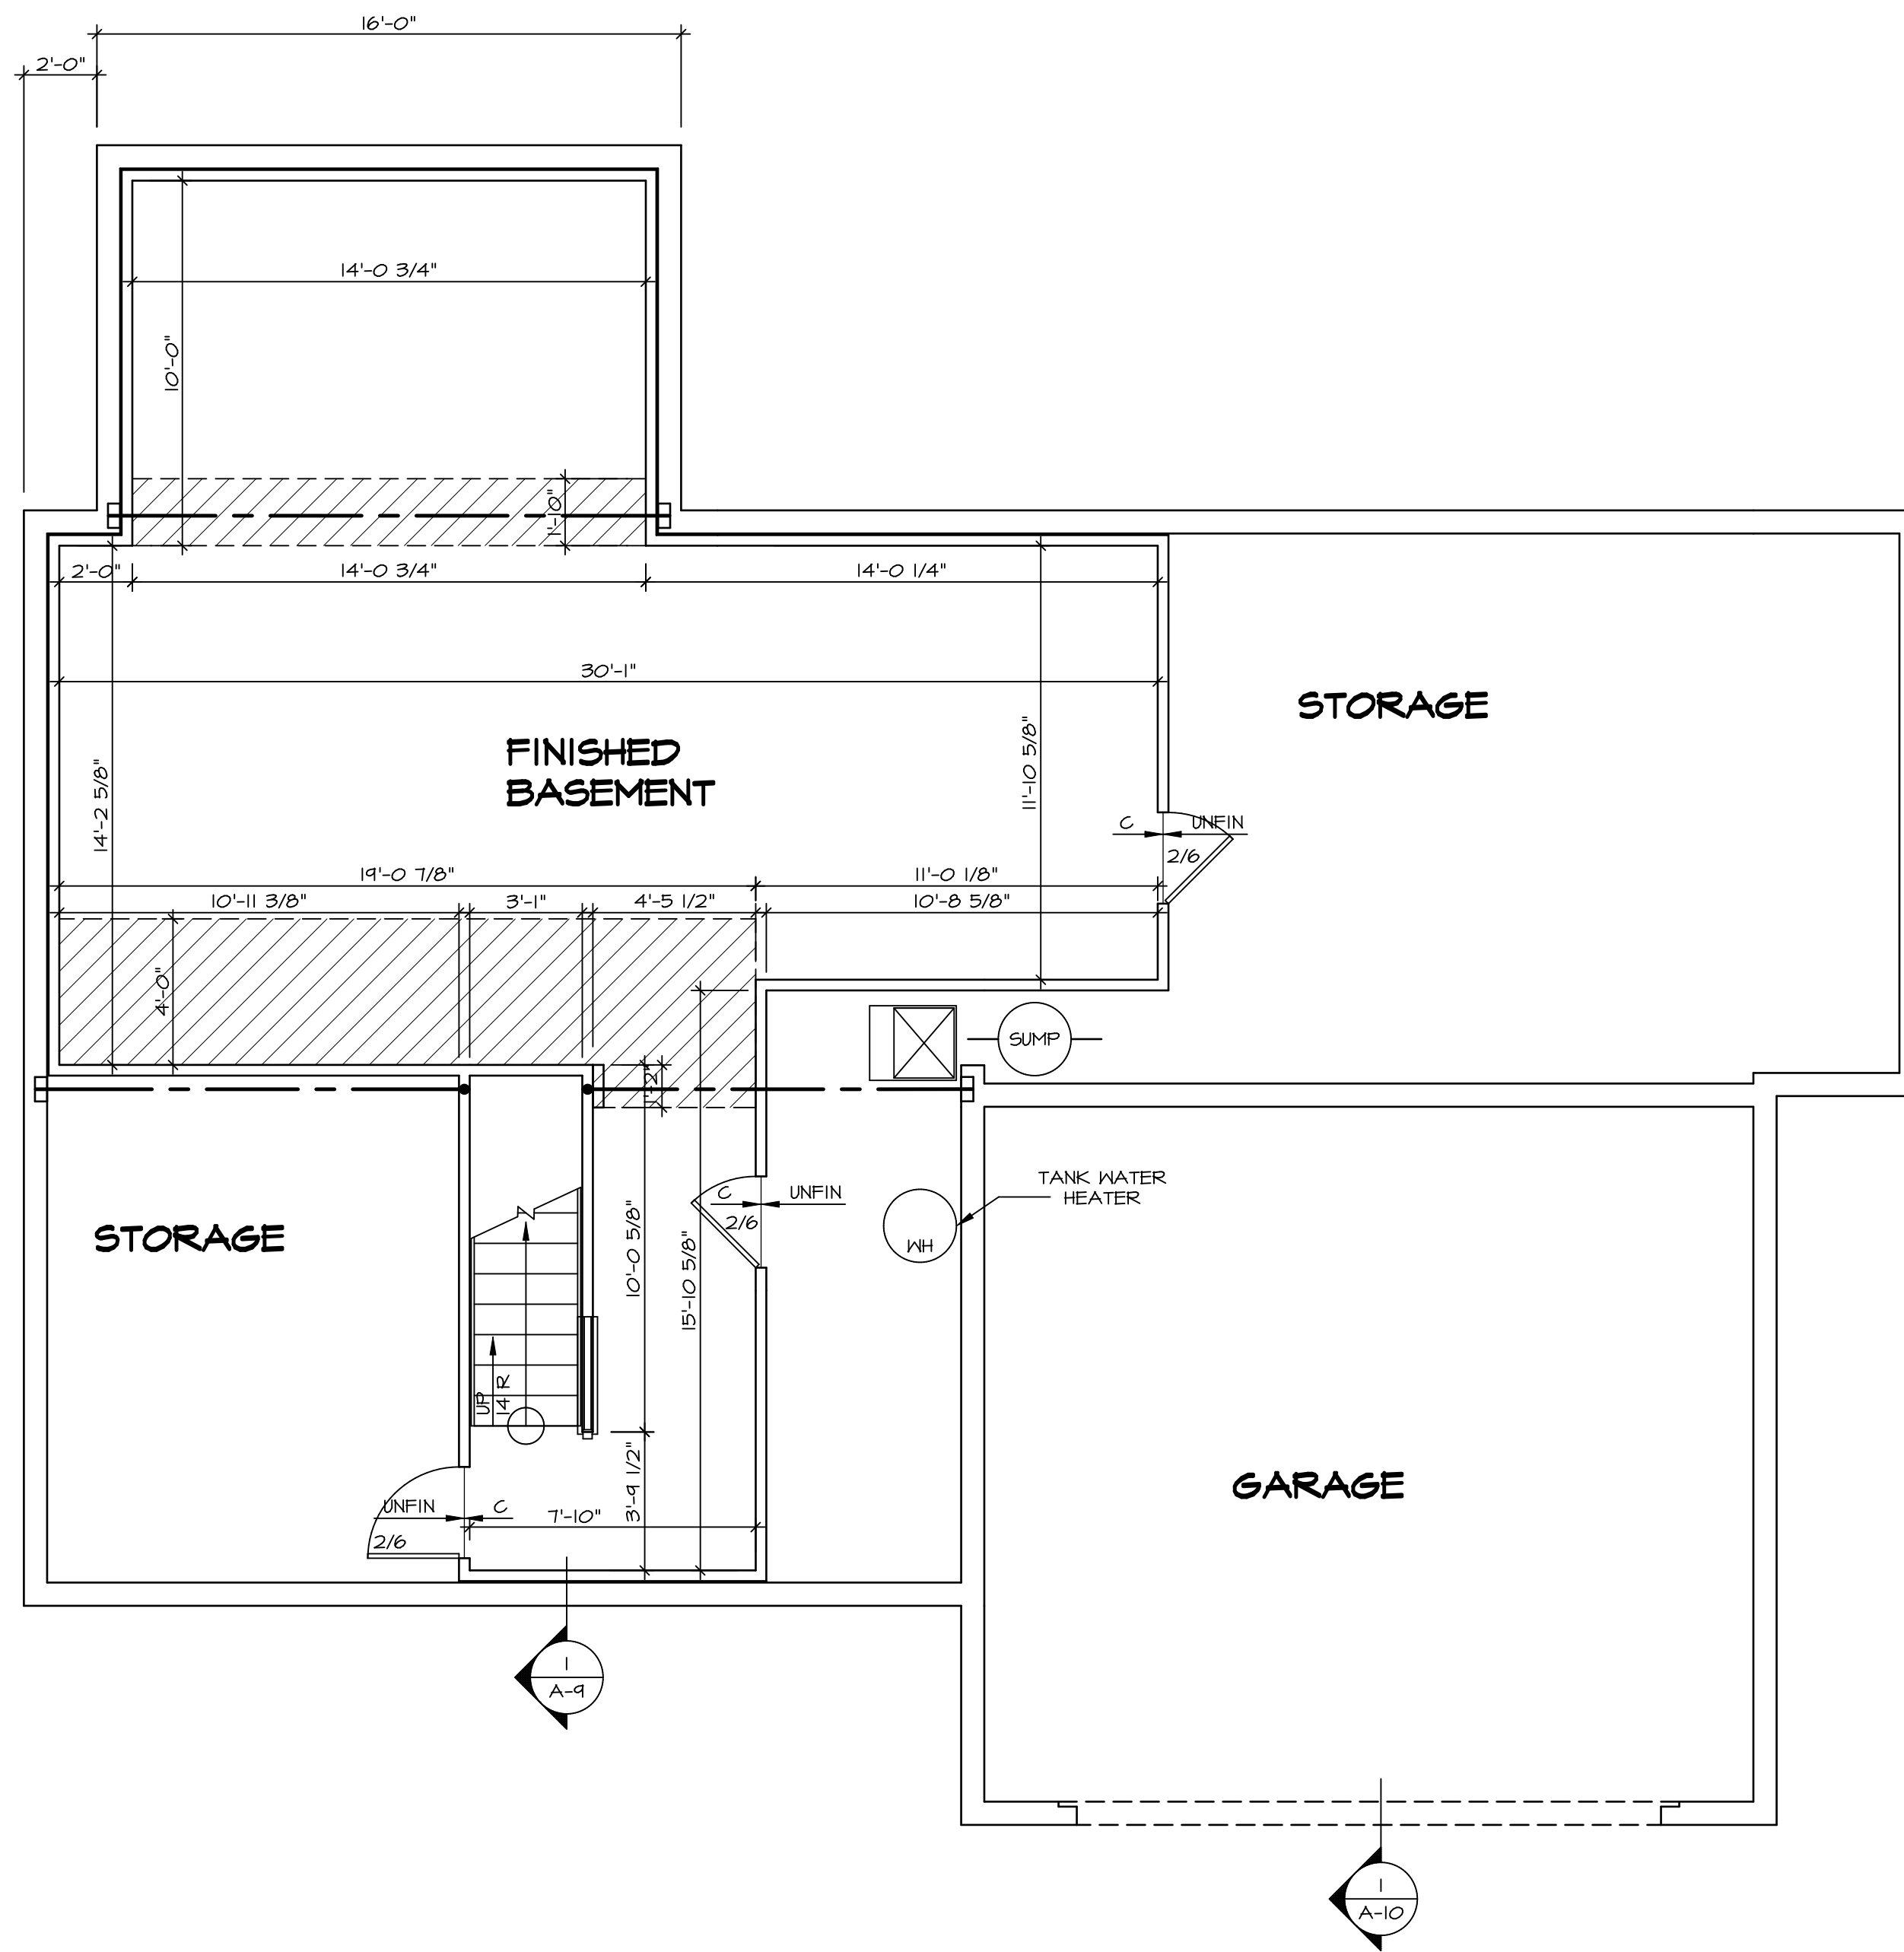 16'-0"
2'-0"
14'-0 3/4"
10'-0"
1'-10"
2'-0"
14'-0 3/4"
14'-0 1/4"
30'-1"
STORAGE
FINISHED
BASEMENT
14'-2 5/8"
11'-10 5/8"
C
UNFIN
2/6
19'-0 7/8"
11'-0 1/8"
10'-11 3/8"
3'-1"
4'-5 1/2"
10'-8 5/8"
4'-0"
1'-2"
SUMP
TANK WATER
HEATER
C
UNFIN
2/6
WH
STORAGE
10'-0 5/8"
15'-10 5/8"
UP
14 R
3'-9 1/2"
GARAGE
UNFIN
C
7'-10"
2/6
1
A-9
1
A-10